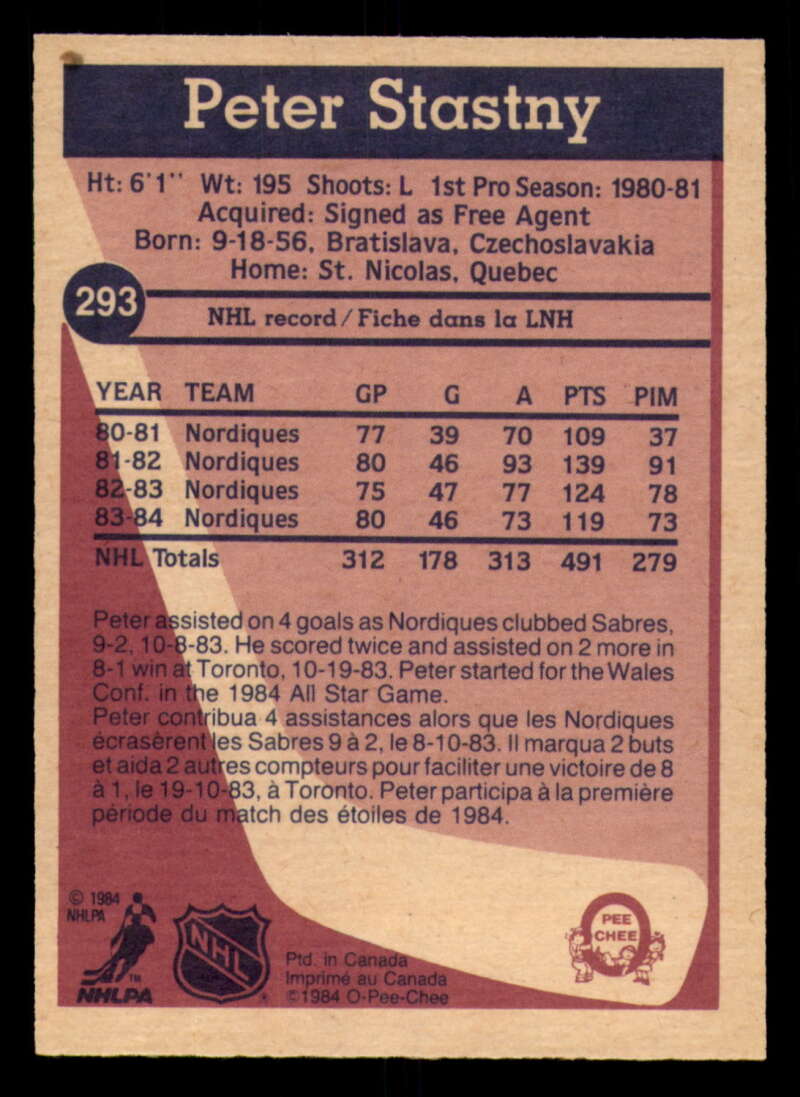 Peter Stastny
Ht: 6'1" Wt: 195 Shoots: L 1st Pro Season: 1980-81
Acquired: Signed as Free Agent
Born: 9-18-56, Bratislava, Czechoslavakia
Home: St. Nicolas, Quebec
293
NHL record/Fiche dans la LNH
YEAR TEAM GP G A PTS PIM
80-81 Nordiques 77 39 70 109 37
81-82 Nordiques 80 46 93 139 91
82-83 Nordiques 75 47 77 124 78
83-84 Nordiques 80 46 73 119 73
NHL Totals 312 178 313 491 279
Peter assisted on 4 goals as Nordiques clubbed Sabres,
9-2, 10-8-83. He scored twice and assisted on 2 more in
8-1 win at Toronto, 10-19-83. Peter started for the Wales
Conf. in the 1984 All Star Game.
Peter contribua 4 assistances alors que les Nordiques
écrasèrent les Sabres 9 à 2, le 8-10-83. Il marqua 2 buts
et aida 2 autres compteurs pour faciliter une victoire de 8
à 1, le 19-10-83, à Toronto. Peter participa à la première
période du match des étoiles de 1984.
© 1984
NHLPA
TM
NHLPA
NHL
®
Ptd. in Canada
Imprimé au Canada
©1984 O-Pee-Chee
PEE
CHEE